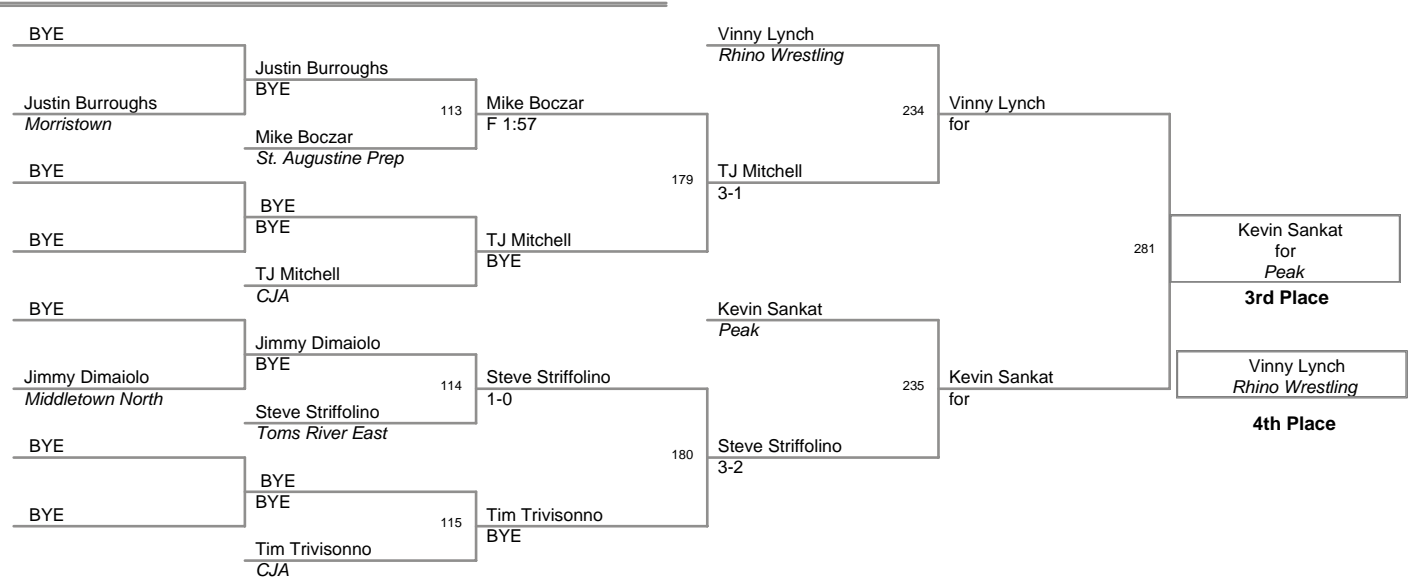 BYE
Justin Burroughs
Morristown
BYE
BYE
BYE
Jimmy Dimaiolo
Middletown North
BYE
BYE
Justin Burroughs
BYE
113
Mike Boczar
St. Augustine Prep
BYE
BYE
TJ Mitchell
CJA
Jimmy Dimaiolo
BYE
114
Steve Striffolino
Toms River East
BYE
BYE
115
Tim Trivisonno
CJA
Mike Boczar
F 1:57
179
TJ Mitchell
BYE
Steve Striffolino
1-0
180
Tim Trivisonno
BYE
Vinny Lynch
Rhino Wrestling
234
TJ Mitchell
3-1
Kevin Sankat
Peak
235
Steve Striffolino
3-2
Vinny Lynch
for
281
Kevin Sankat
for
Kevin Sankat
for
Peak
3rd Place
Vinny Lynch
Rhino Wrestling
4th Place